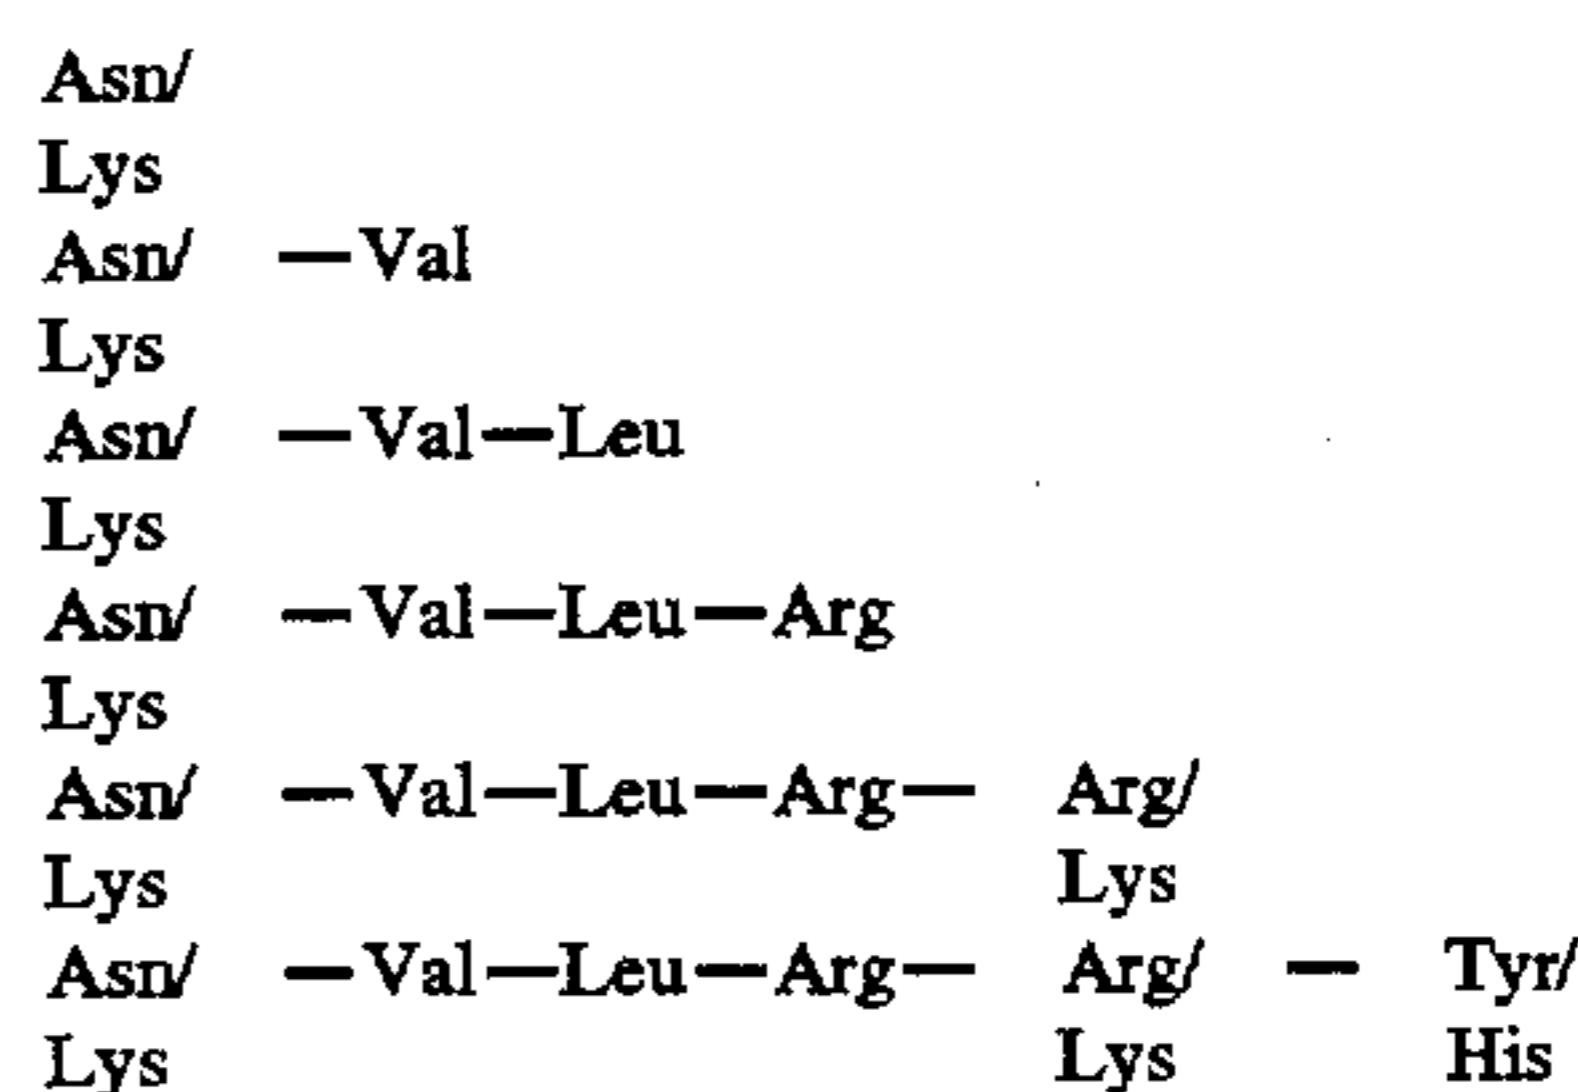 Asn/
Lys
Asn/ —Val
Lys
Asn/ —Val—Leu
Lys
Asn/ —Val—Leu—Arg
Lys
Asn/ —Val—Leu—Arg— Arg/
Lys Lys
Asn/ —Val—Leu—Arg— Arg/ — Tyr/
Lys Lys His